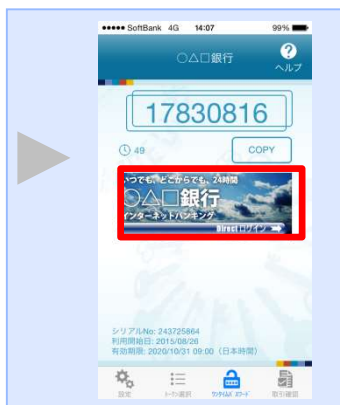 SoftBank 4G 14:07 99%
○△□銀行
?
ヘルプ
17830816
49
COPY
いつでも、どこからでも、24時間
○△□銀行
インターネットバンキング
Directログイン
シリアルNo: 243725864
利用開始日: 2015/08/26
有効期限: 2020/10/31 09:00（日本時間）
設定 トークン選択 ワンタイムパスワード 取引確認